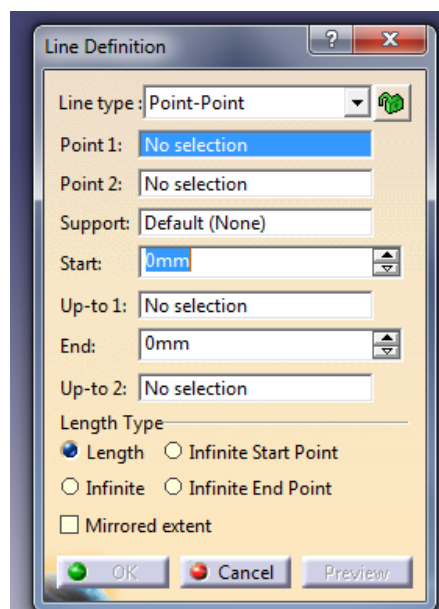 Line Definition ?
Line type : Point-Point
Point 1: No selection
Point 2: No selection
Support: Default (None)
Start: 0mm
Up-to 1: No selection
End: 0mm
Up-to 2: No selection
Length Type
Length Infinite Start Point
Infinite Infinite End Point
Mirrored extent
OK Cancel Preview